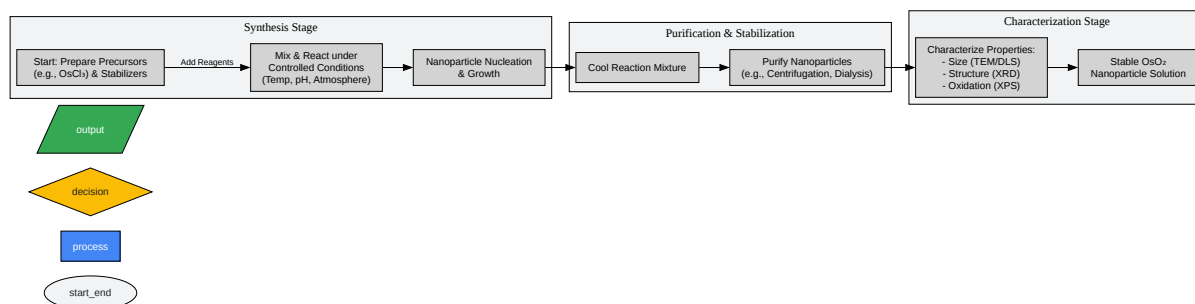 Synthesis Stage
Start: Prepare Precursors
(e.g., OsCl₃) & Stabilizers
Add Reagents
Mix & React under
Controlled Conditions
(Temp, pH, Atmosphere)
Nanoparticle Nucleation
& Growth
Purification & Stabilization
Cool Reaction Mixture
Purify Nanoparticles
(e.g., Centrifugation, Dialysis)
Characterization Stage
Characterize Properties:
- Size (TEM/DLS)
- Structure (XRD)
- Oxidation (XPS)
Stable OsO₂
Nanoparticle Solution
output
decision
process
start_end